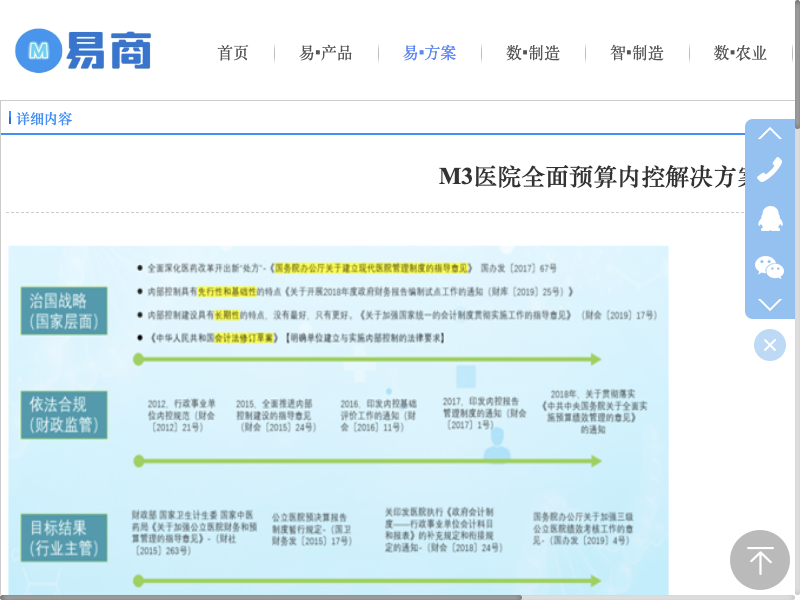 M 易商
首页
易▪产品
易▪方案
数▪制造
智▪制造
数▪农业
详细内容
M3医院全面预算内控解决方案
治国战略
(国家层面)
● 全面深化医药改革开出新"处方"-《国务院办公厅关于建立现代医院管理制度的指导意见》 国办发〔2017〕67号
● 内部控制具有先行性和基础性的特点《关于开展2018年度政府财务报告编制试点工作的通知（财库〔2019〕25号）》
● 内部控制建设具有长期性的特点，没有最好，只有更好，《关于加强国家统一的会计制度贯彻实施工作的指导意见》（财会〔2019〕17号）
● 《中华人民共和国会计法修订草案》【明确单位建立与实施内部控制的法律要求】
依法合规
(财政监管)
2012，行政事业单
位内控规范（财会
〔2012〕21号）
2015，全面推进内部
控制建设的指导意见
（财会〔2015〕24号）
2016，印发内控基础
评价工作的通知（财
会〔2016〕11号）
2017，印发内控报告
管理制度的通知（财会
〔2017〕1号）
2018年，关于贯彻落实
《中共中央国务院关于全面实
施预算绩效管理的意见》
的通知
目标结果
(行业主管)
财政部 国家卫生计生委 国家中医
药局《关于加强公立医院财务和预
算管理的指导意见》-（财社
〔2015〕263号）
公立医院预决算报告
制度暂行规定-（国卫
财务发〔2015〕17号）
关印发医院执行《政府会计制
度——行政事业单位会计科目
和报表》的补充规定和衔接规
定的通知-（财会〔2018〕24号）
国务院办公厅关于加强三级
公立医院绩效考核工作的意
见-（国办发〔2019〕4号）